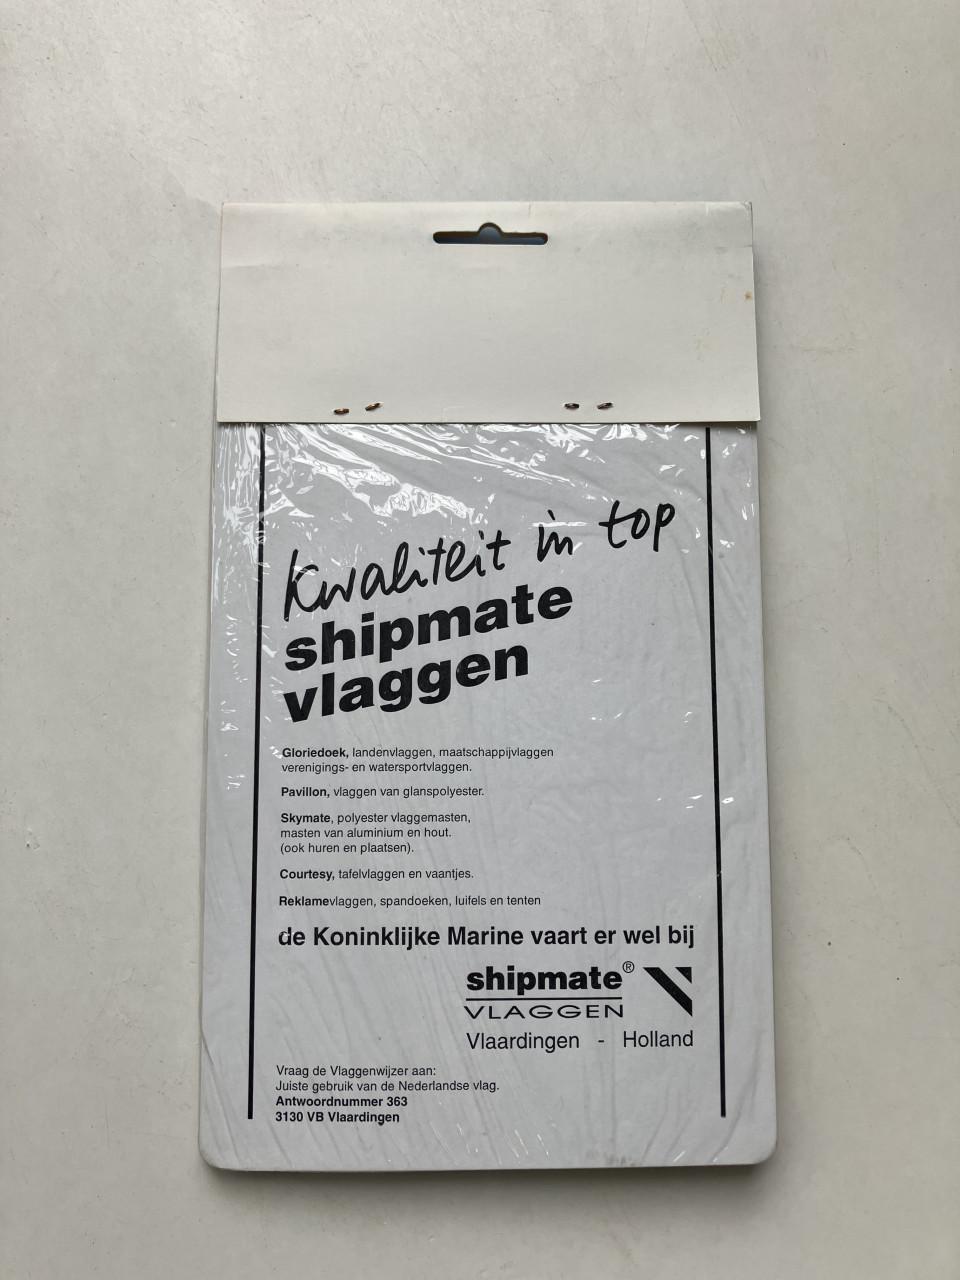 kwaliteit in top
shipmate
vlaggen
Gloriedoek, landenvlaggen, maatschappijvlaggen
verenigings- en watersportvlaggen.
Pavillon, vlaggen van glanspolyester.
Skymate, polyester vlaggemasten,
masten van aluminium en hout.
(ook huren en plaatsen).
Courtesy, tafelvlaggen en vaantjes.
Reklamevlaggen, spandoeken, luifels en tenten
de Koninklijke Marine vaart er wel bij
shipmate®
VLAGGEN
Vlaardingen - Holland
Vraag de Vlaggenwijzer aan:
Juiste gebruik van de Nederlandse vlag.
Antwoordnummer 363
3130 VB Vlaardingen